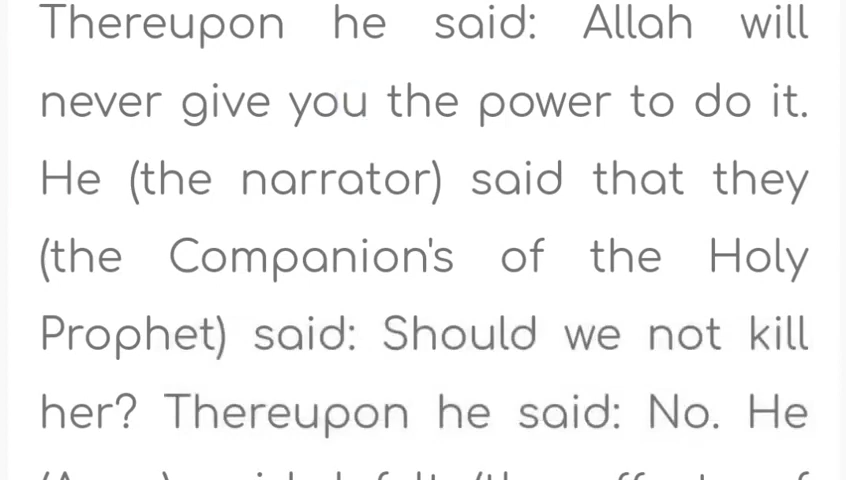 Thereupon he said: Allah will
never give you the power to do it.
He (the narrator) said that they
(the Companion's of the Holy
Prophet) said: Should we not kill
her? Thereupon he said: No. He